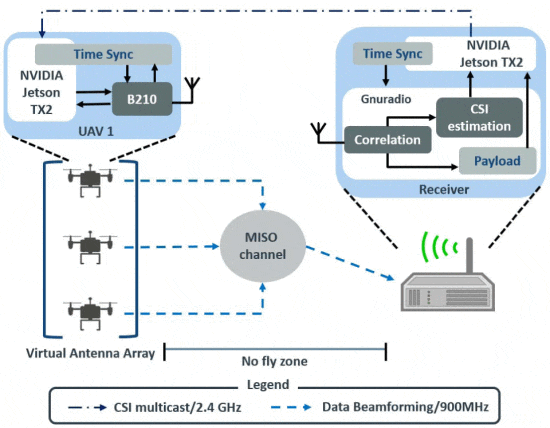 Time Sync
NVIDIA
Jetson
TX2
B210
UAV 1
Time Sync
NVIDIA
Jetson TX2
Gnuradio
CSI
estimation
Correlation
Payload
Receiver
MISO
channel
Virtual Antenna Array
No fly zone
Legend
CSI multicast/2.4 GHz
Data Beamforming/900MHz